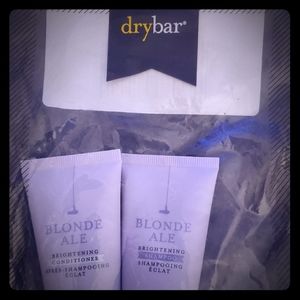 drybar®
BLONDE
ALE
BRIGHTENING
CONDITIONER
APRÈS-SHAMPOOING
ÉCLAT
BLONDE
ALE
BRIGHTENING
SHAMPOO
SHAMPOOING
ÉCLAT